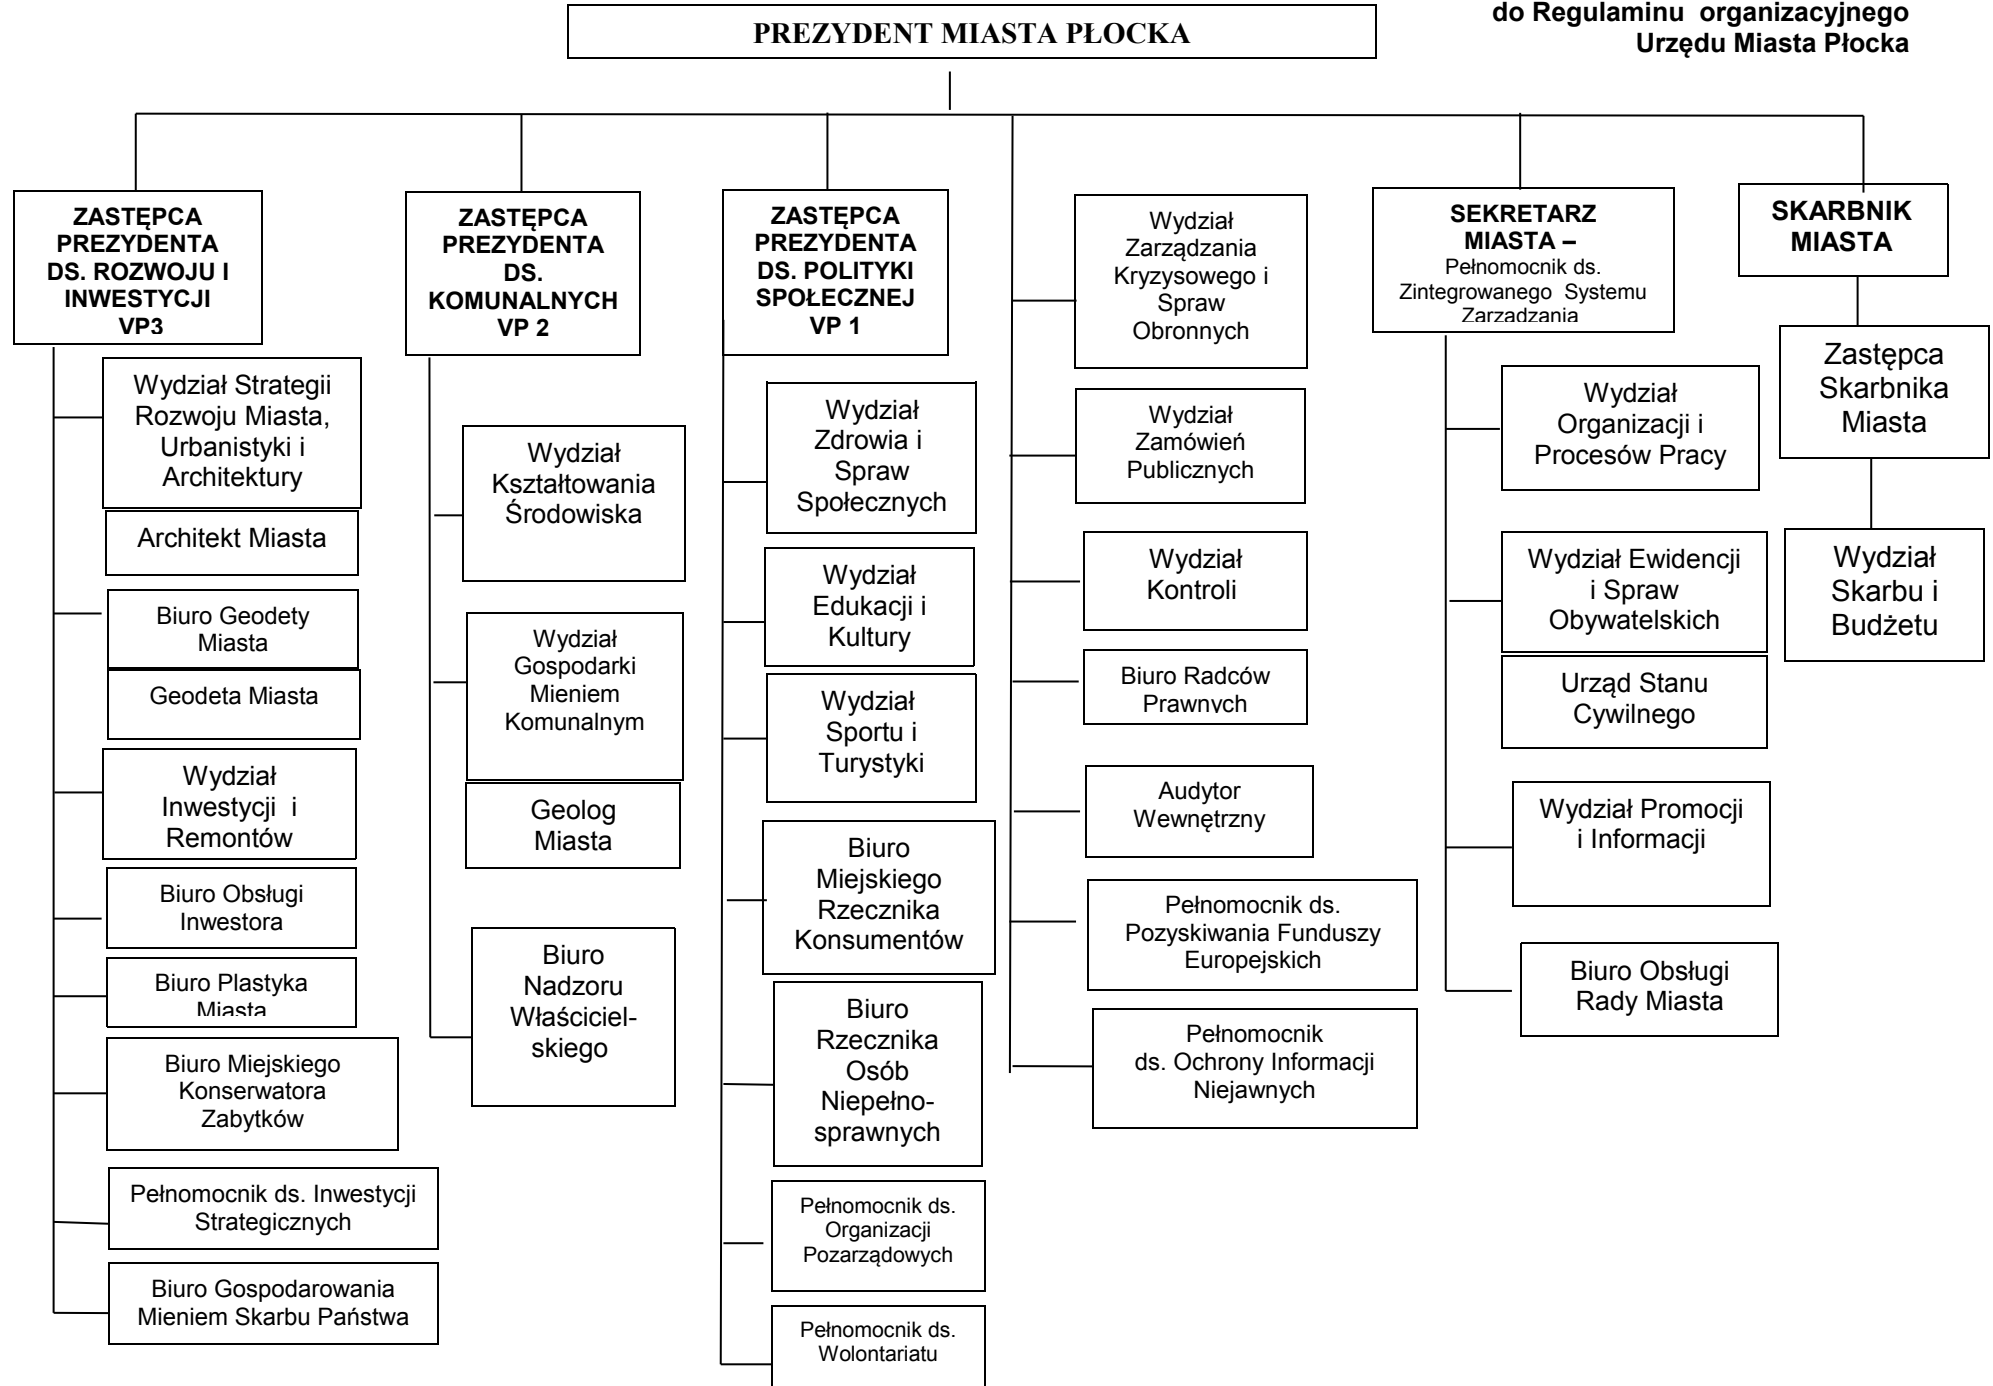 do Regulaminu organizacyjnego
Urzędu Miasta Płocka
PREZYDENT MIASTA PŁOCKA
ZASTĘPCA
PREZYDENTA
DS. ROZWOJU I
INWESTYCJI
VP3
Wydział Strategii
Rozwoju Miasta,
Urbanistyki i
Architektury
Architekt Miasta
Biuro Geodety
Miasta
Geodeta Miasta
Wydział
Inwestycji i
Remontów
Biuro Obsługi
Inwestora
Biuro Plastyka
Miasta
Biuro Miejskiego
Konserwatora
Zabytków
Pełnomocnik ds. Inwestycji
Strategicznych
Biuro Gospodarowania
Mieniem Skarbu Państwa
ZASTĘPCA
PREZYDENTA
DS.
KOMUNALNYCH
VP 2
Wydział
Kształtowania
Środowiska
Wydział
Gospodarki
Mieniem
Komunalnym
Geolog
Miasta
Biuro
Nadzoru
Właściciel-
skiego
ZASTĘPCA
PREZYDENTA
DS. POLITYKI
SPOŁECZNEJ
VP 1
Wydział
Zdrowia i
Spraw
Społecznych
Wydział
Edukacji i
Kultury
Wydział
Sportu i
Turystyki
Biuro
Miejskiego
Rzecznika
Konsumentów
Biuro
Rzecznika
Osób
Niepełno-
sprawnych
Pełnomocnik ds.
Organizacji
Pozarządowych
Pełnomocnik ds.
Wolontariatu
Wydział
Zarządzania
Kryzysowego i
Spraw
Obronnych
Wydział
Zamówień
Publicznych
Wydział
Kontroli
Biuro Radców
Prawnych
Audytor
Wewnętrzny
Pełnomocnik ds.
Pozyskiwania Funduszy
Europejskich
Pełnomocnik
ds. Ochrony Informacji
Niejawnych
SEKRETARZ
MIASTA –
Pełnomocnik ds.
Zintegrowanego Systemu
Zarządzania
Wydział
Organizacji i
Procesów Pracy
Wydział Ewidencji
i Spraw
Obywatelskich
Urząd Stanu
Cywilnego
Wydział Promocji
i Informacji
Biuro Obsługi
Rady Miasta
SKARBNIK
MIASTA
Zastępca
Skarbnika
Miasta
Wydział
Skarbu i
Budżetu